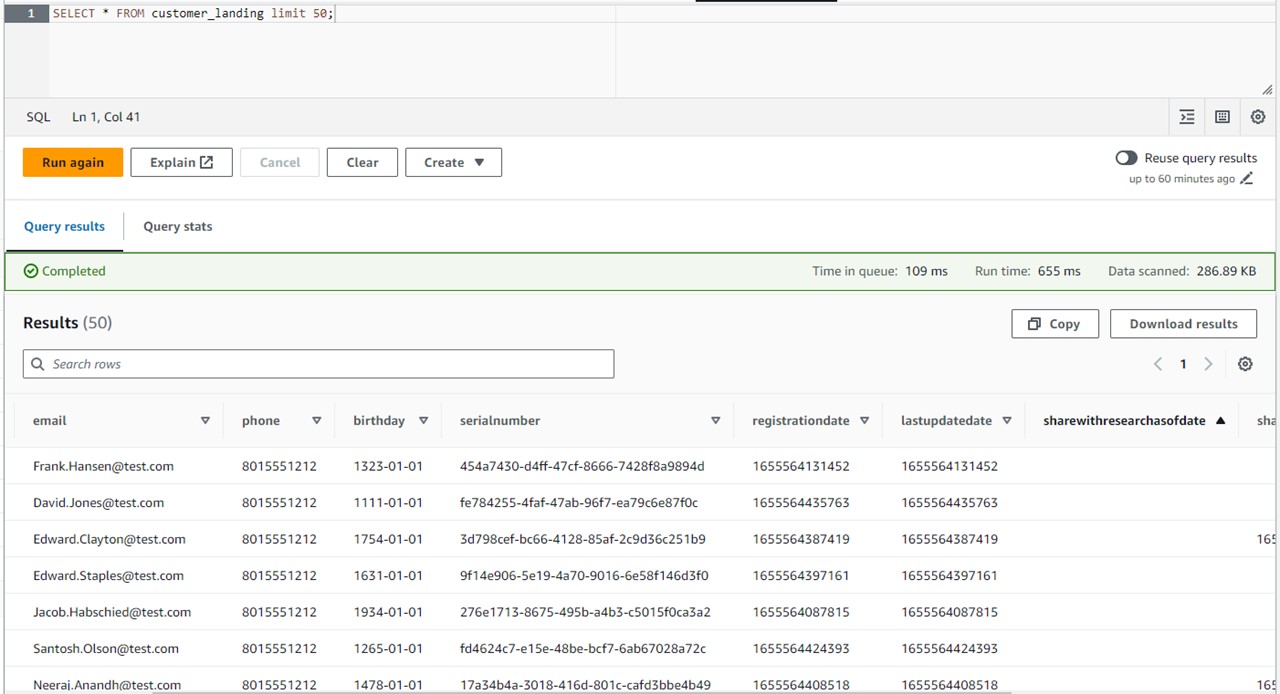 1 SELECT * FROM customer_landing limit 50;
SQL Ln 1, Col 41
Run again Explain Cancel Clear Create Reuse query results
up to 60 minutes ago
Query results Query stats
Completed Time in queue: 109 ms Run time: 655 ms Data scanned: 286.89 KB
Results (50) Copy Download results
Search rows 1
email phone birthday serialnumber registrationdate lastupdatedate sharewithresearchasofdate sha
Frank.Hansen@test.com 8015551212 1323-01-01 454a7430-d4ff-47cf-8666-7428f8a9894d 1655564131452 1655564131452
David.Jones@test.com 8015551212 1111-01-01 fe784255-4faf-47ab-96f7-ea79c6e87f0c 1655564435763 1655564435763
Edward.Clayton@test.com 8015551212 1754-01-01 3d798cef-bc66-4128-85af-2c9d36c251b9 1655564387419 1655564387419 165
Edward.Staples@test.com 8015551212 1631-01-01 9f14e906-5e19-4a70-9016-6e58f146d3f0 1655564397161 1655564397161
Jacob.Habschied@test.com 8015551212 1934-01-01 276e1713-8675-495b-a4b3-c5015f0ca3a2 1655564087815 1655564087815
Santosh.Olson@test.com 8015551212 1265-01-01 fd4624c7-e15e-48be-bcf7-6ab67028a72c 1655564424393 1655564424393
Neeraj.Anandh@test.com 8015551212 1478-01-01 17a34b4a-3018-416d-801c-cafd3bbe4b49 1655564408518 1655564408518 165